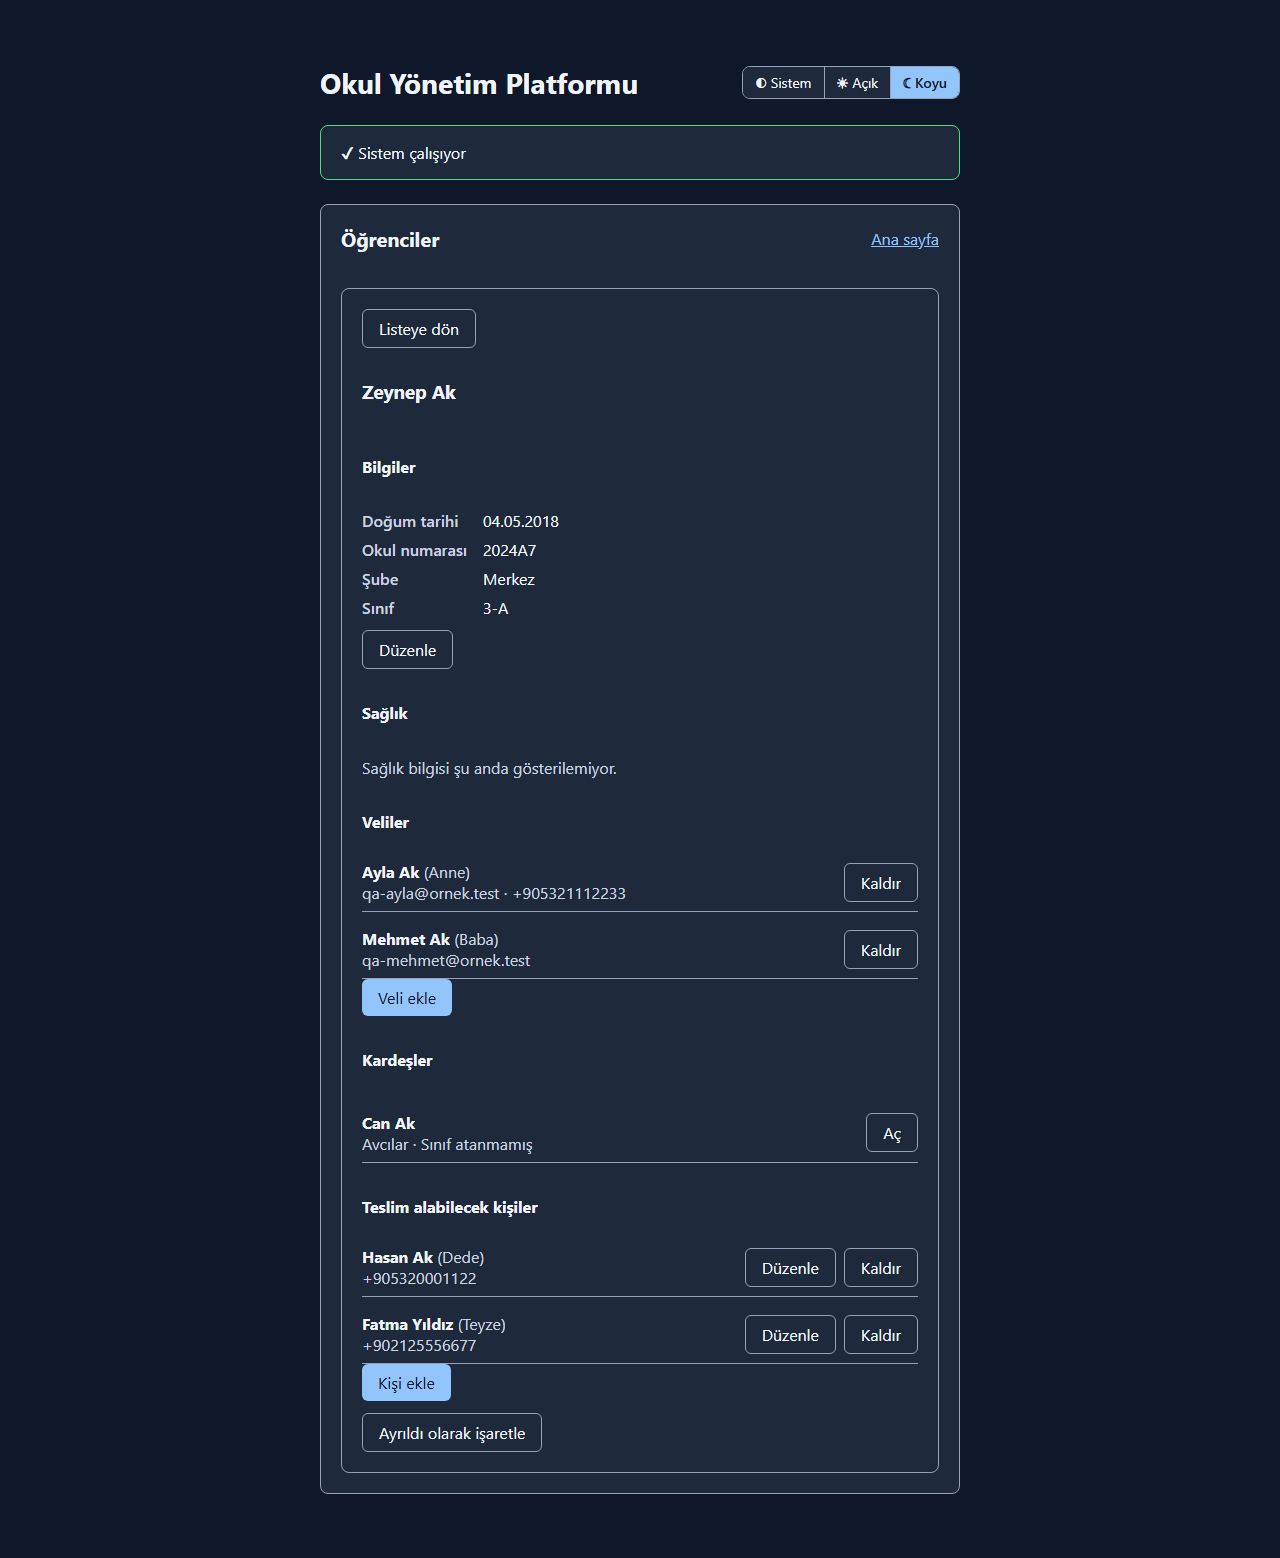 Okul Yönetim Platformu
Sistem
Açık
Koyu
✓ Sistem çalışıyor
Öğrenciler
Ana sayfa
Listeye dön
Zeynep Ak
Bilgiler
Doğum tarihi 04.05.2018
Okul numarası 2024A7
Şube Merkez
Sınıf 3-A
Düzenle
Sağlık
Sağlık bilgisi şu anda gösterilemiyor.
Veliler
Ayla Ak (Anne)
qa-ayla@ornek.test · +905321112233
Kaldır
Mehmet Ak (Baba)
qa-mehmet@ornek.test
Kaldır
Veli ekle
Kardeşler
Can Ak
Avcılar · Sınıf atanmamış
Aç
Teslim alabilecek kişiler
Hasan Ak (Dede)
+905320001122
Düzenle
Kaldır
Fatma Yıldız (Teyze)
+902125556677
Düzenle
Kaldır
Kişi ekle
Ayrıldı olarak işaretle